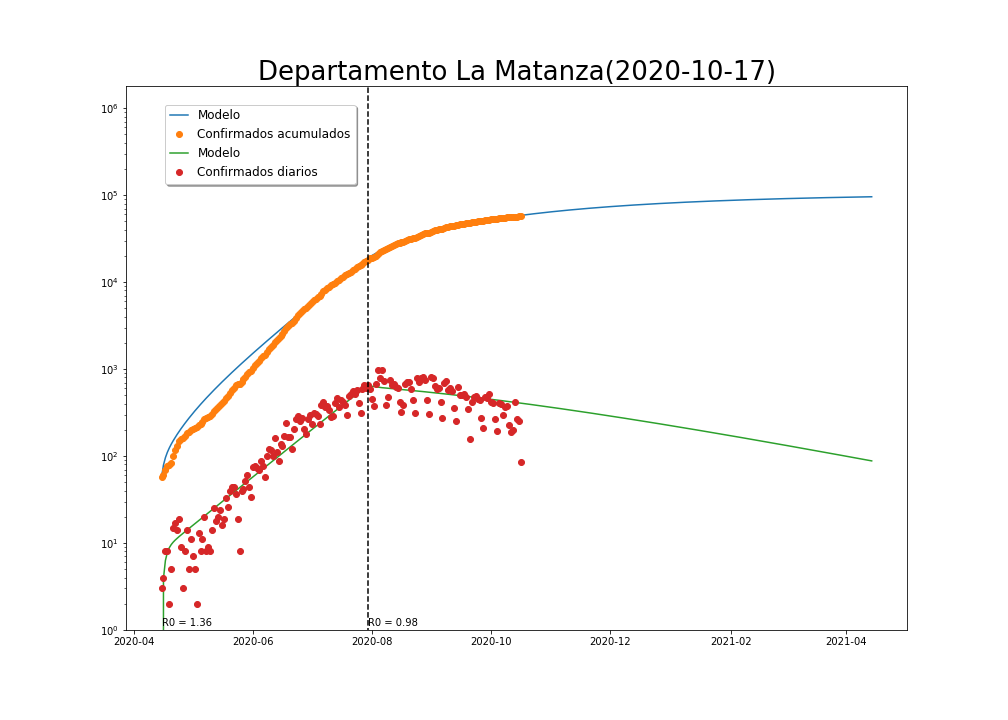 Departamento La Matanza(2020-10-17)
Modelo
Confirmados acumulados
Modelo
Confirmados diarios
10⁶
10⁵
10⁴
10³
10²
10¹
10⁰
R0 = 1.36
R0 = 0.98
2020-04
2020-06
2020-08
2020-10
2020-12
2021-02
2021-04